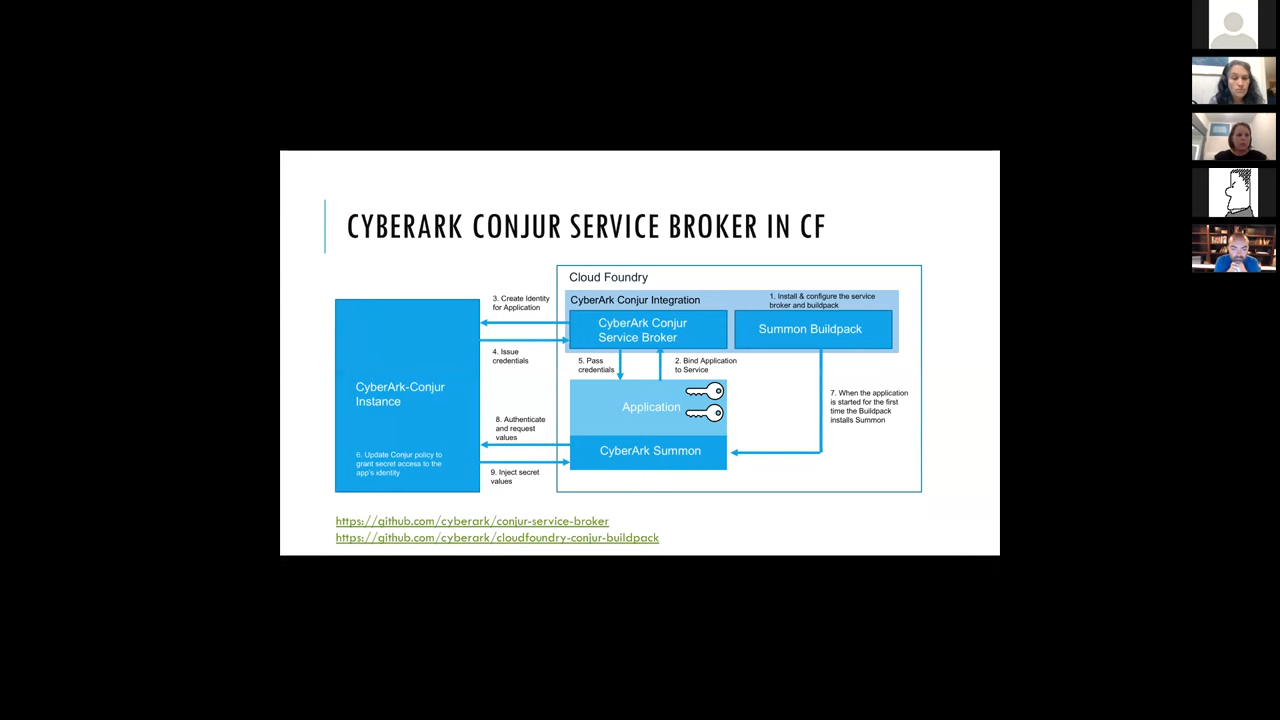 CYBERARK CONJUR SERVICE BROKER IN CF
Cloud Foundry
CyberArk Conjur Integration
1. Install & configure the service
broker and buildpack
CyberArk Conjur
Service Broker
Summon Buildpack
3. Create Identity
for Application
4. Issue
credentials
5. Pass
credentials
2. Bind Application
to Service
CyberArk-Conjur
Instance
Application
7. When the application
is started for the first
time the Buildpack
installs Summon
8. Authenticate
and request
values
CyberArk Summon
6. Update Conjur policy to
grant secret access to the
app's identity
9. Inject secret
values
https://github.com/cyberark/conjur-service-broker
https://github.com/cyberark/cloudfoundry-conjur-buildpack